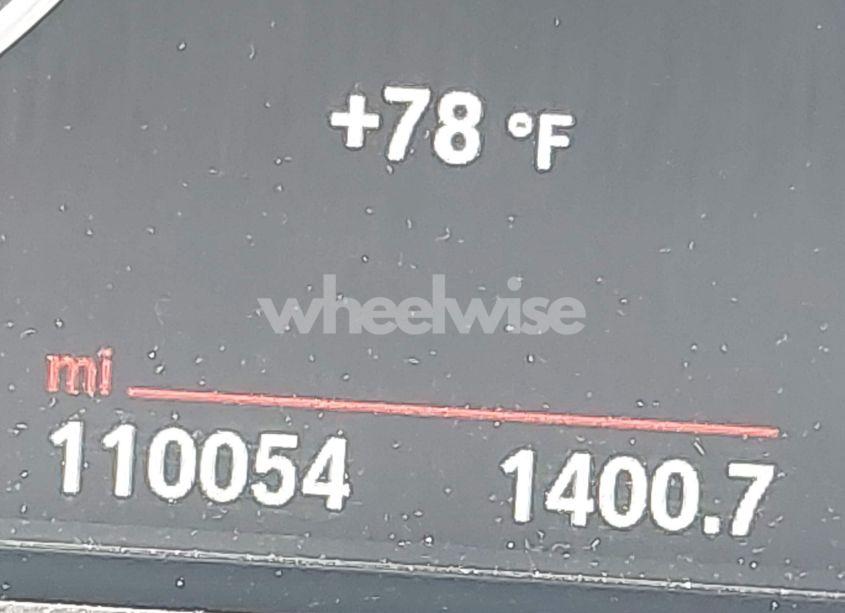 +78 °F
wheelwise
mi
110054 1400.7